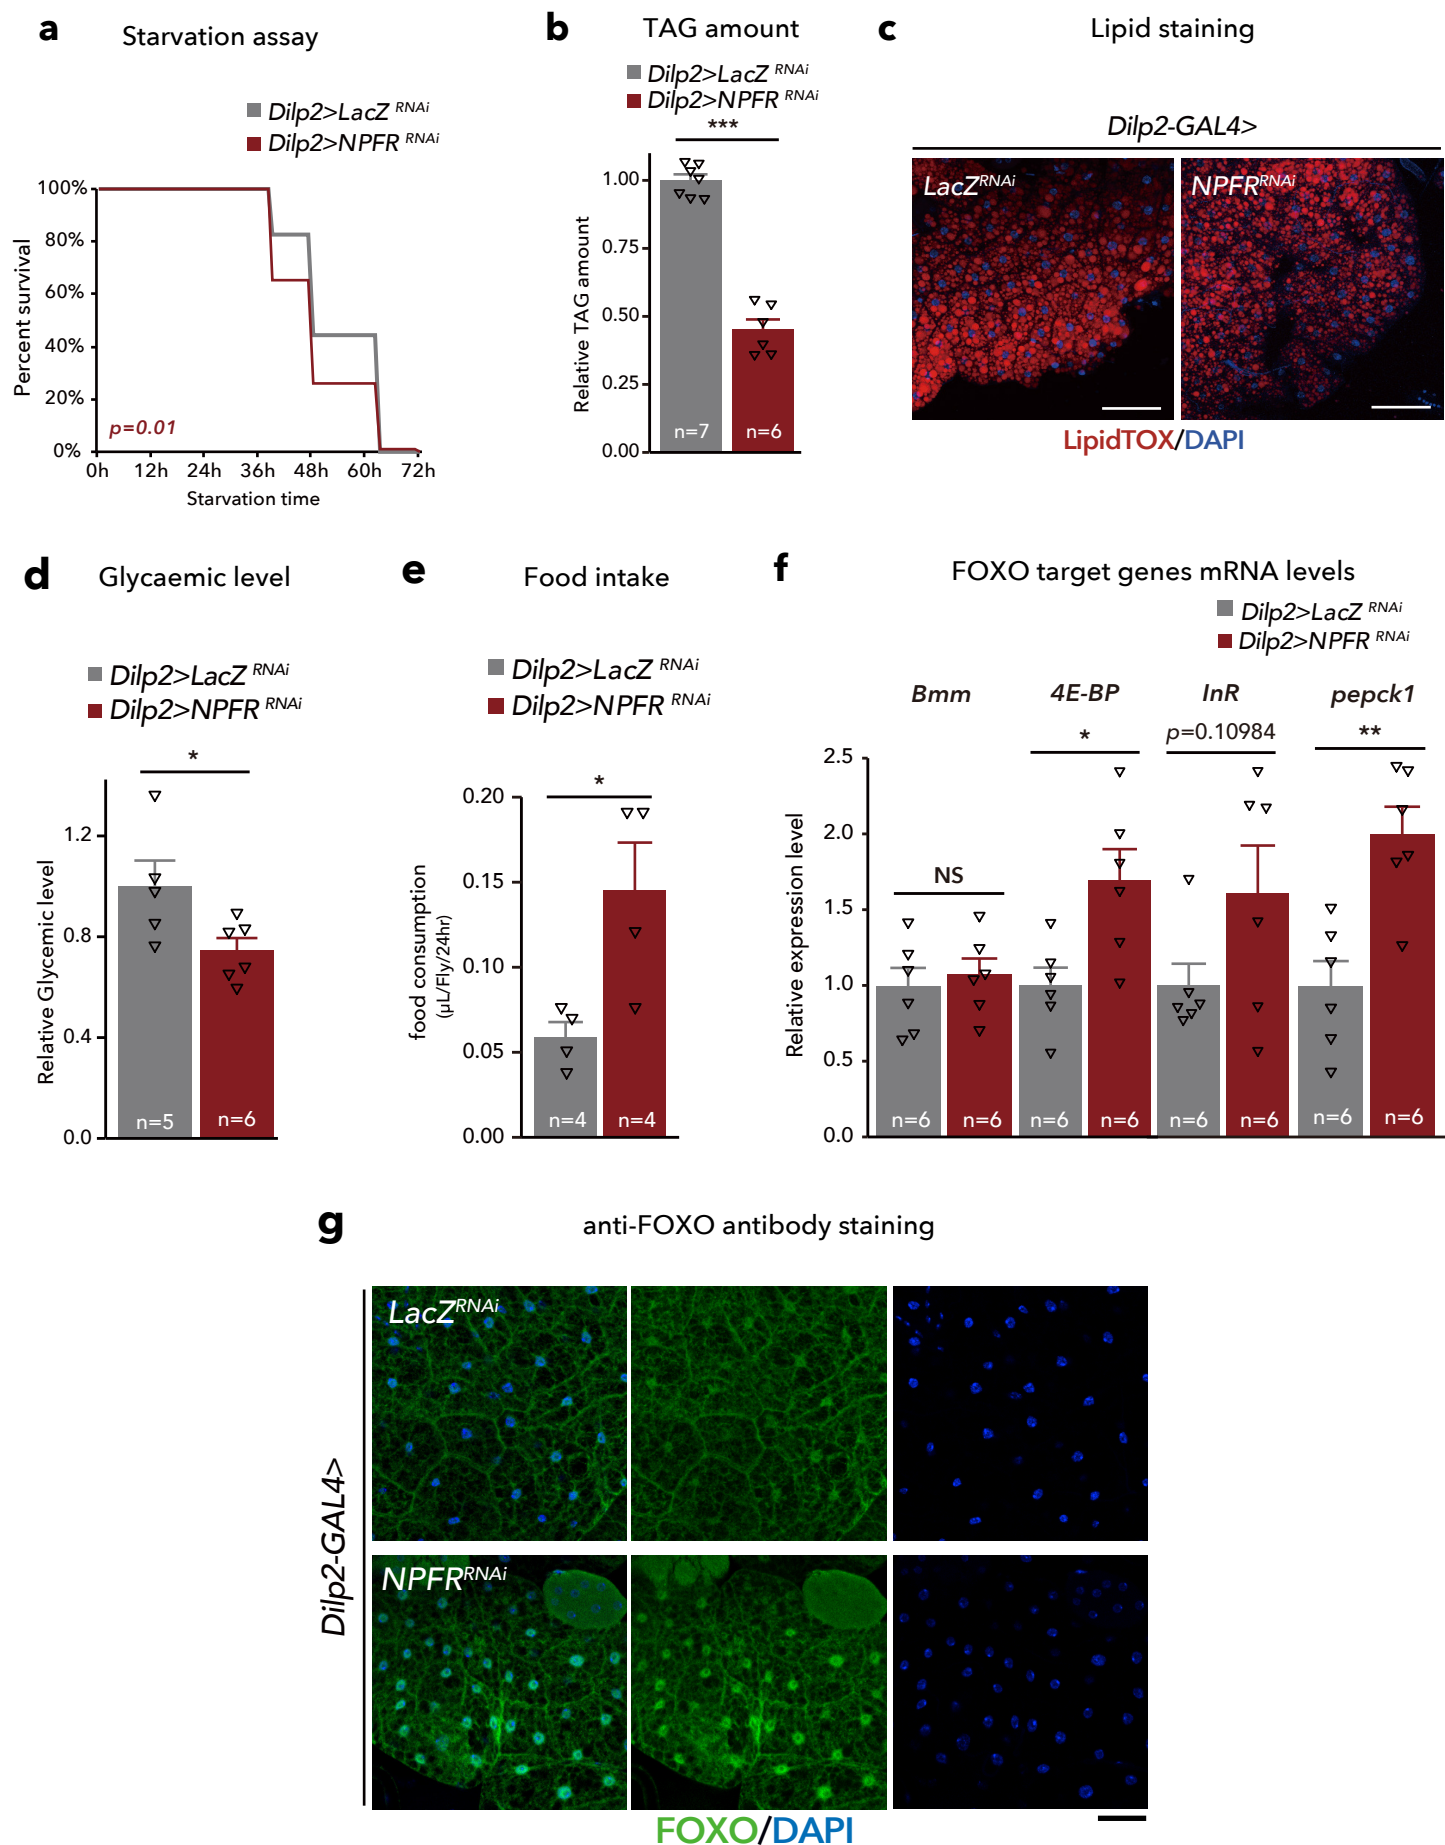 a Starvation assay
Dilp2>LacZ RNAi
Dilp2>NPFR RNAi
Percent survival
100%
80%
60%
40%
20%
0%
p=0.01
0h 12h 24h 36h 48h 60h 72h
Starvation time
b TAG amount
Dilp2>LacZ RNAi
Dilp2>NPFR RNAi
***
Relative TAG amount
1.00
0.75
0.50
0.25
0.00
n=7 n=6
c Lipid staining
Dilp2-GAL4>
LacZRNAi NPFRRNAi
LipidTOX/DAPI
d Glycaemic level
Dilp2>LacZ RNAi
Dilp2>NPFR RNAi
*
Relative Glycemic level
1.2
0.8
0.4
0.0
n=5 n=6
e Food intake
Dilp2>LacZ RNAi
Dilp2>NPFR RNAi
*
food consumption
(µL/Fly/24hr)
0.20
0.15
0.10
0.05
0.00
n=4 n=4
f FOXO target genes mRNA levels
Dilp2>LacZ RNAi
Dilp2>NPFR RNAi
Bmm 4E-BP InR pepck1
NS * p=0.10984 **
Relative expression level
2.5
2.0
1.5
1.0
0.5
0.0
n=6 n=6 n=6 n=6 n=6 n=6 n=6 n=6
g anti-FOXO antibody staining
Dilp2-GAL4>
LacZRNAi
NPFRRNAi
FOXO/DAPI